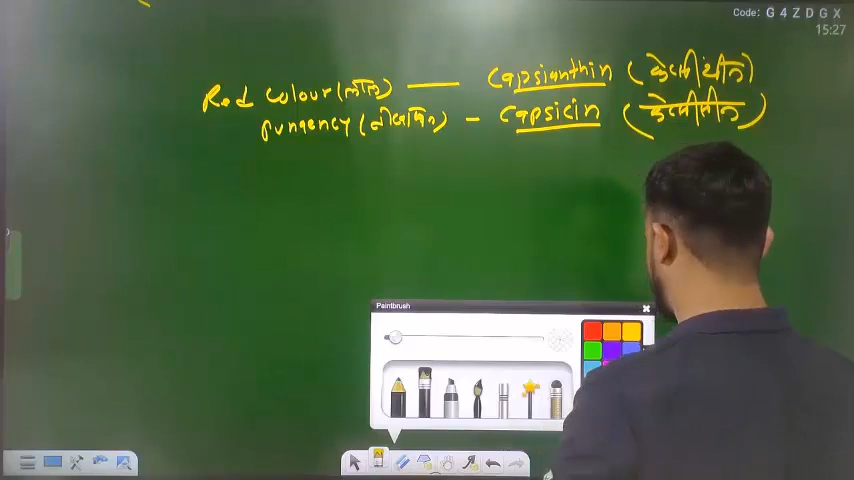 Code: G 4 Z D G X
15:27
Red colour (लाल) — Capsianthin (केप्सीथीन)
Pungency (तीखापन) - Capsicin (केप्सीसीन)
Paintbrush